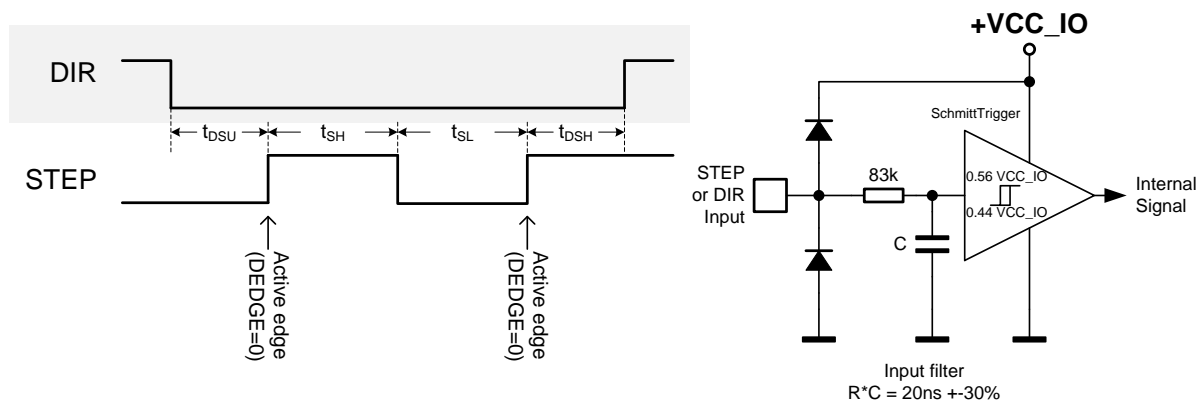 +VCC_IO
DIR
SchmittTrigger
tDSU
tSH
tSL
tDSH
STEP
83k
0.56 VCC_IO
0.44 VCC_IO
STEP
or DIR
Input
Internal
Signal
C
Active edge
(DEDGE=0)
Active edge
(DEDGE=0)
Input filter
R*C = 20ns +-30%